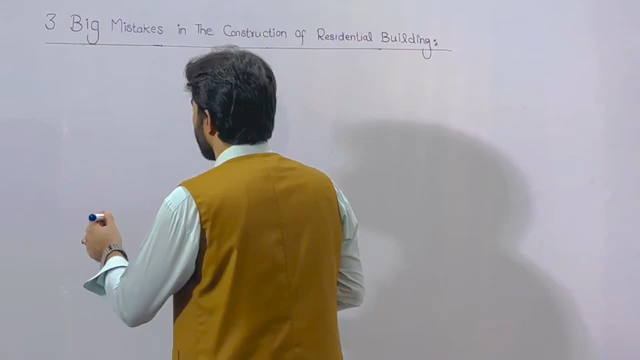 3 Big Mistakes in The Construction of Residential Building: